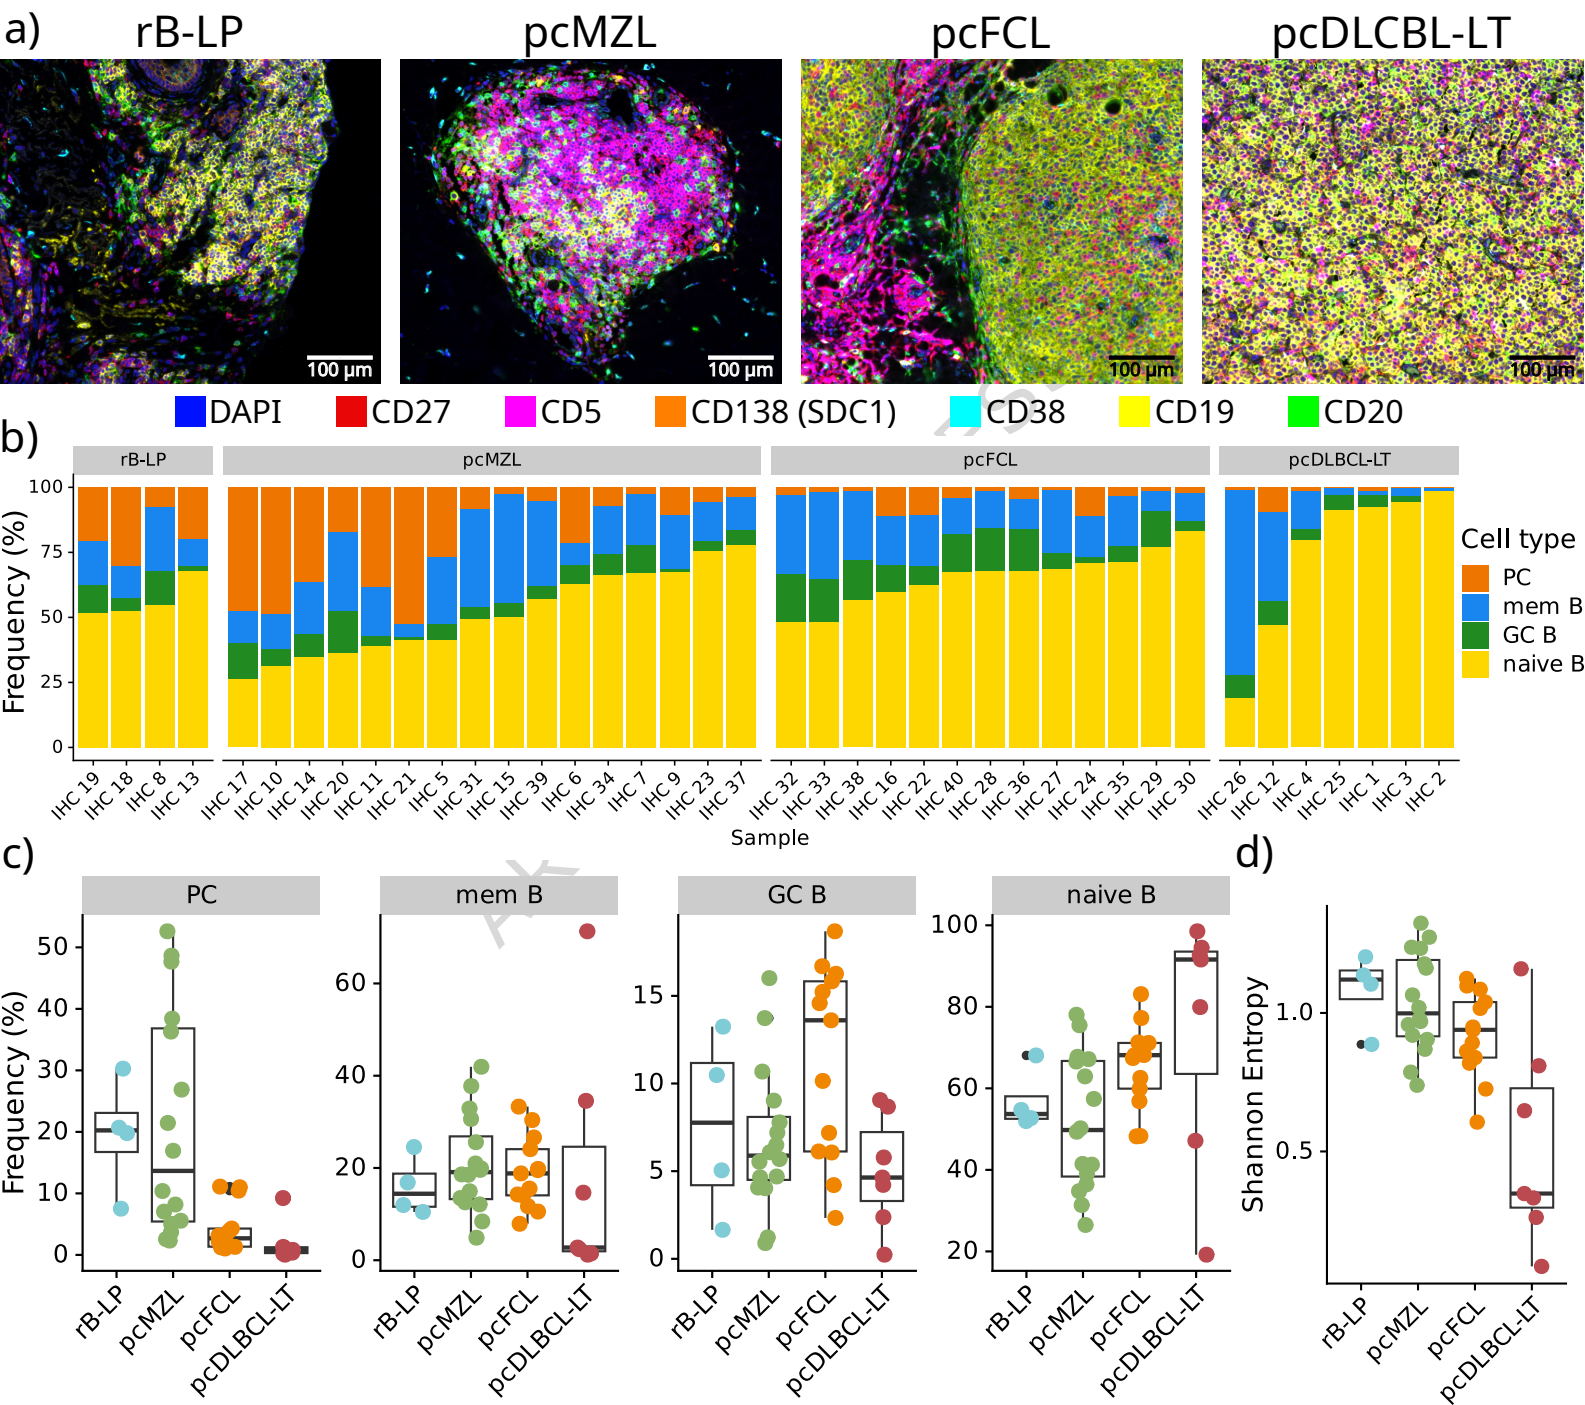 a)
rB-LP pcMZL pcFCL pcDLCBL-LT
100 µm 100 µm 100 µm 100 µm
DAPI CD27 CD5 CD138 (SDC1) CD38 CD19 CD20
b)
rB-LP pcMZL pcFCL pcDLBCL-LT
Frequency (%)
100
75
50
25
0
IHC 19 IHC 18 IHC 8 IHC 13 IHC 17 IHC 10 IHC 14 IHC 20 IHC 11 IHC 21 IHC 5 IHC 31 IHC 15 IHC 39 IHC 6 IHC 34 IHC 7 IHC 9 IHC 23 IHC 37 IHC 32 IHC 33 IHC 38 IHC 16 IHC 22 IHC 40 IHC 28 IHC 36 IHC 27 IHC 24 IHC 35 IHC 29 IHC 30 IHC 26 IHC 12 IHC 4 IHC 25 IHC 1 IHC 3 IHC 2
Sample
Cell type
PC
mem B
GC B
naive B
c)
PC mem B GC B naive B
Frequency (%)
50
40
30
20
10
0
rB-LP pcMZL pcFCL pcDLBCL-LT
60
40
20
0
rB-LP pcMZL pcFCL pcDLBCL-LT
15
10
5
0
rB-LP pcMZL pcFCL pcDLBCL-LT
100
80
60
40
20
rB-LP pcMZL pcFCL pcDLBCL-LT
d)
Shannon Entropy
1.0
0.5
rB-LP pcMZL pcFCL pcDLBCL-LT